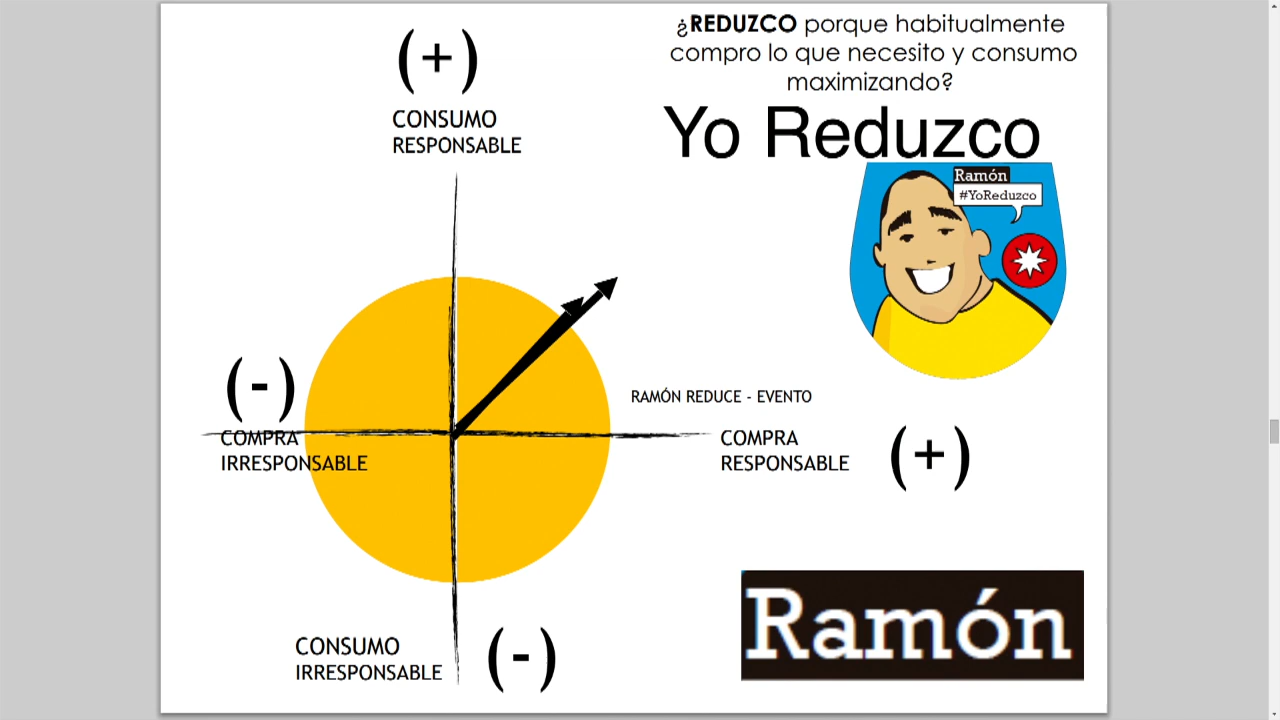 (+)
CONSUMO
RESPONSABLE
¿REDUZCO porque habitualmente
compro lo que necesito y consumo
maximizando?
Yo Reduzco
Ramón
#YoReduzco
(-)
COMPRA
IRRESPONSABLE
RAMÓN REDUCE - EVENTO
COMPRA
RESPONSABLE
(+)
CONSUMO
IRRESPONSABLE
(-)
Ramón